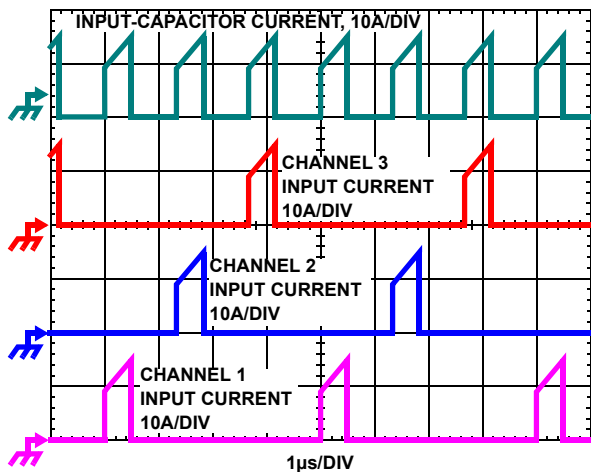 INPUT-CAPACITOR CURRENT, 10A/DIV
CHANNEL 3
INPUT CURRENT
10A/DIV
CHANNEL 2
INPUT CURRENT
10A/DIV
CHANNEL 1
INPUT CURRENT
10A/DIV
1µs/DIV